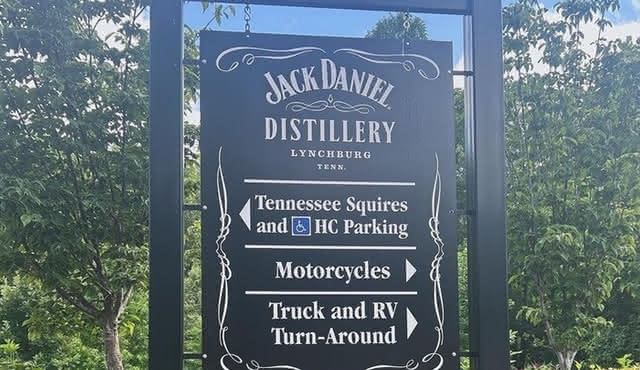 JACK DANIEL
DISTILLERY
LYNCHBURG
TENN.
Tennessee Squires
and HC Parking
Motorcycles
Truck and RV
Turn-Around